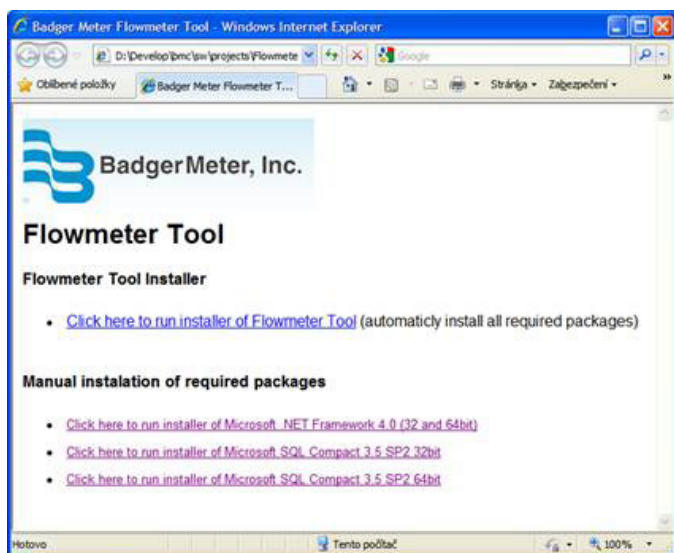 Badger Meter Flowmeter Tool - Windows Internet Explorer
D:\Develop\bmc\sw\projects\Flowmete
Google
Oblíbené položky
Badger Meter Flowmeter T...
Stránka
Zabezpečení
»
BadgerMeter, Inc.
Flowmeter Tool
Flowmeter Tool Installer
• Click here to run installer of Flowmeter Tool (automaticly install all required packages)
Manual instalation of required packages
• Click here to run installer of Microsoft .NET Framework 4.0 (32 and 64bit)
• Click here to run installer of Microsoft SQL Compact 3.5 SP2 32bit
• Click here to run installer of Microsoft SQL Compact 3.5 SP2 64bit
Hotovo
Tento počítač
100%